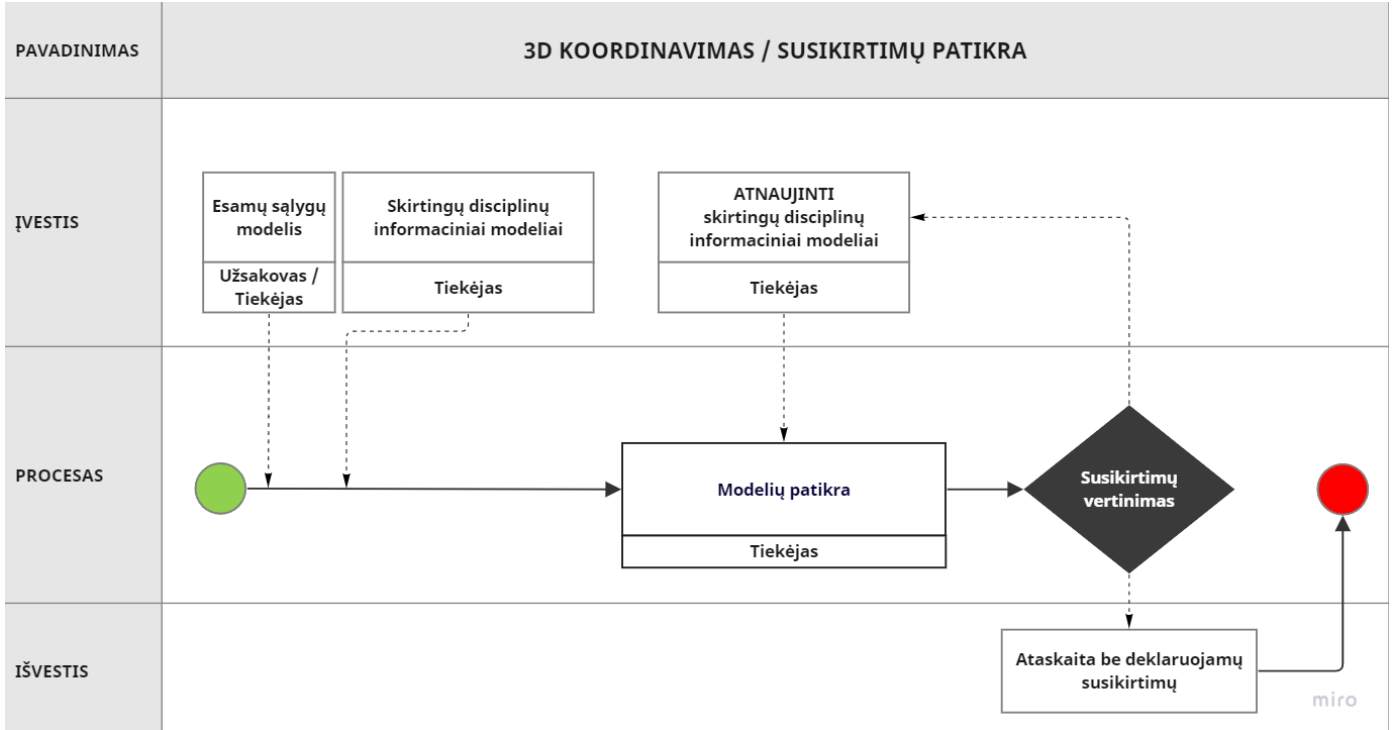 PAVADINIMAS
3D KOORDINAVIMAS / SUSIKIRTIMŲ PATIKRA
ĮVESTIS
Esamų sąlygų
modelis
Užsakovas /
Tiekėjas
Skirtingų disciplinų
informaciniai modeliai
Tiekėjas
ATNAUJINTI
skirtingų disciplinų
informaciniai modeliai
Tiekėjas
PROCESAS
Modelių patikra
Tiekėjas
Susikirtimų
vertinimas
IŠVESTIS
Ataskaita be deklaruojamų
susikirtimų
miro